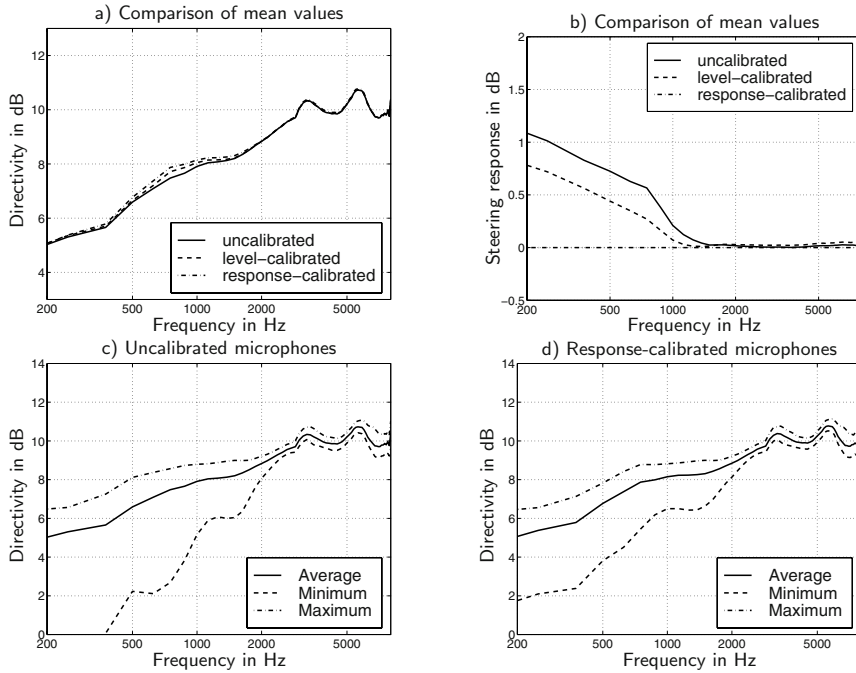 a) Comparison of mean values
12
10
8
6
4
Directivity in dB
uncalibrated
level−calibrated
response−calibrated
200
500
1000
2000
5000
Frequency in Hz
b) Comparison of mean values
2
1.5
1
0.5
0
−0.5
Steering response in dB
uncalibrated
level−calibrated
response−calibrated
200
500
1000
2000
5000
Frequency in Hz
c) Uncalibrated microphones
14
12
10
8
6
4
2
0
Directivity in dB
Average
Minimum
Maximum
200
500
1000
2000
5000
Frequency in Hz
d) Response-calibrated microphones
14
12
10
8
6
4
2
0
Directivity in dB
Average
Minimum
Maximum
200
500
1000
2000
5000
Frequency in Hz